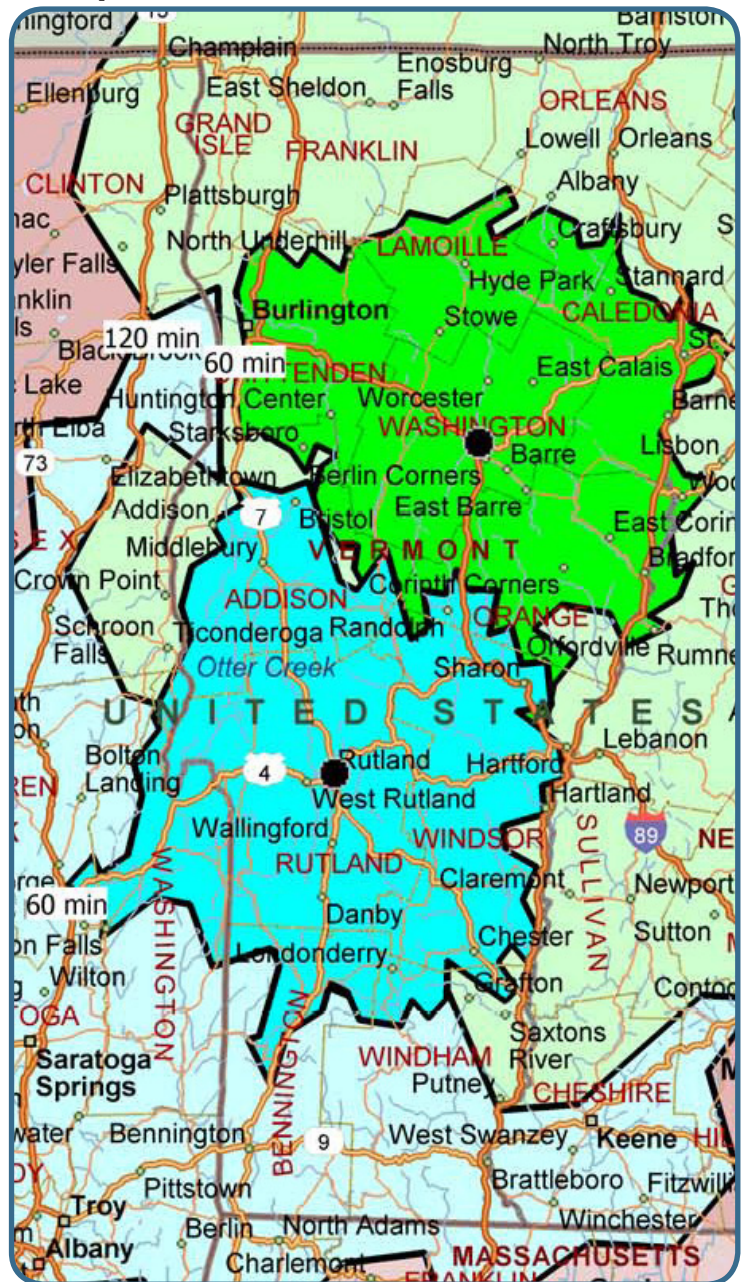 Champlain
North Troy
Enosburg
Falls
East Sheldon
Ellenburg
ORLEANS
GRAND
ISLE
FRANKLIN
Lowell
Orleans
CLINTON
Plattsburgh
Albany
North Underhill
LAMOILLE
Craftsbury
Hyde Park
Stannard
Burlington
Stowe
CALEDONIA
120 min
60 min
East Calais
Huntington Center
Worcester
WASHINGTON
Starksboro
Barre
Lisbon
73
Elizabethtown
Berlin Corners
Addison
7
Bristol
East Barre
Middlebury
VERMONT
Crown Point
ADDISON
Corinth Corners
ORANGE
Schroon
Falls
Ticonderoga
Randolph
Orfordville
Otter Creek
Sharon
UNITED STATES
Lebanon
Bolton
Landing
4
Rutland
Hartford
West Rutland
Hartland
Wallingford
WINDSOR
SULLIVAN
89
RUTLAND
Claremont
Newport
60 min
WASHINGTON
Danby
Chester
Sutton
Wilton
Londonderry
Grafton
Saratoga
Springs
BENNINGTON
WINDHAM
Saxtons
River
Putney
CHESHIRE
Bennington
9
West Swanzey
Keene
Pittstown
Brattleboro
Troy
Berlin
North Adams
Winchester
Albany
Charlemont
MASSACHUSETTS
FRANKLIN